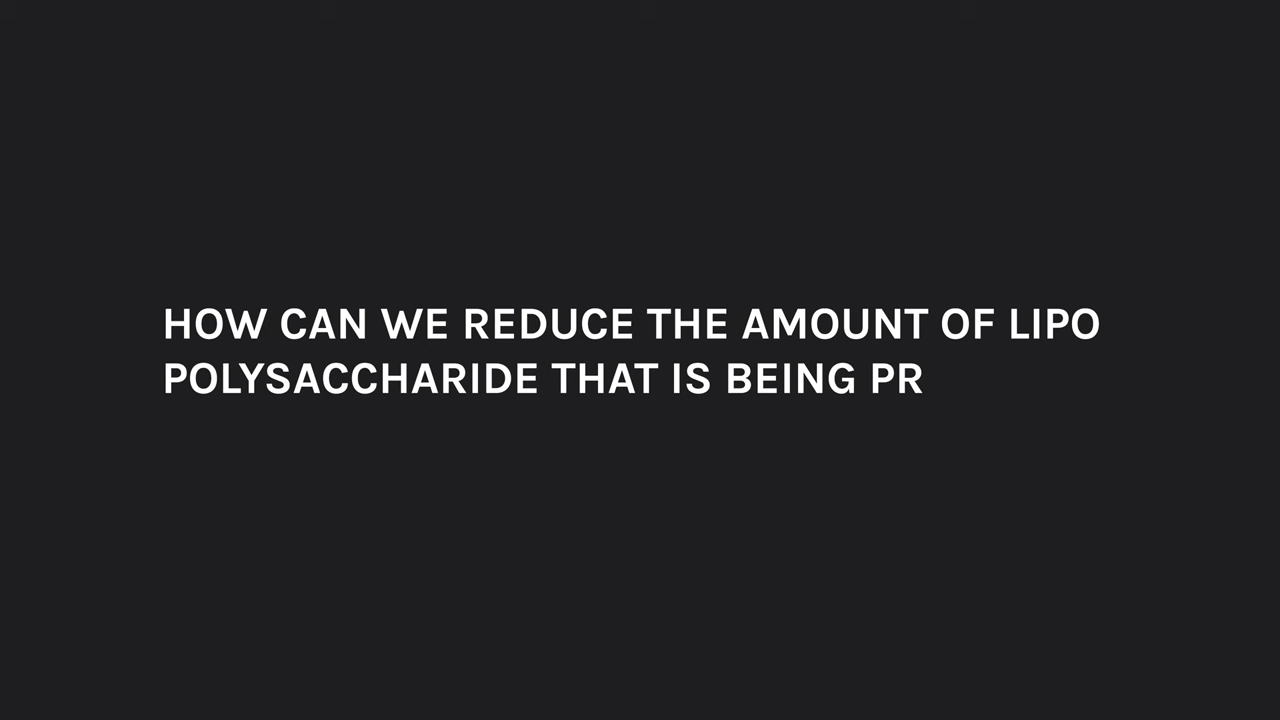 HOW CAN WE REDUCE THE AMOUNT OF LIPO
POLYSACCHARIDE THAT IS BEING PR